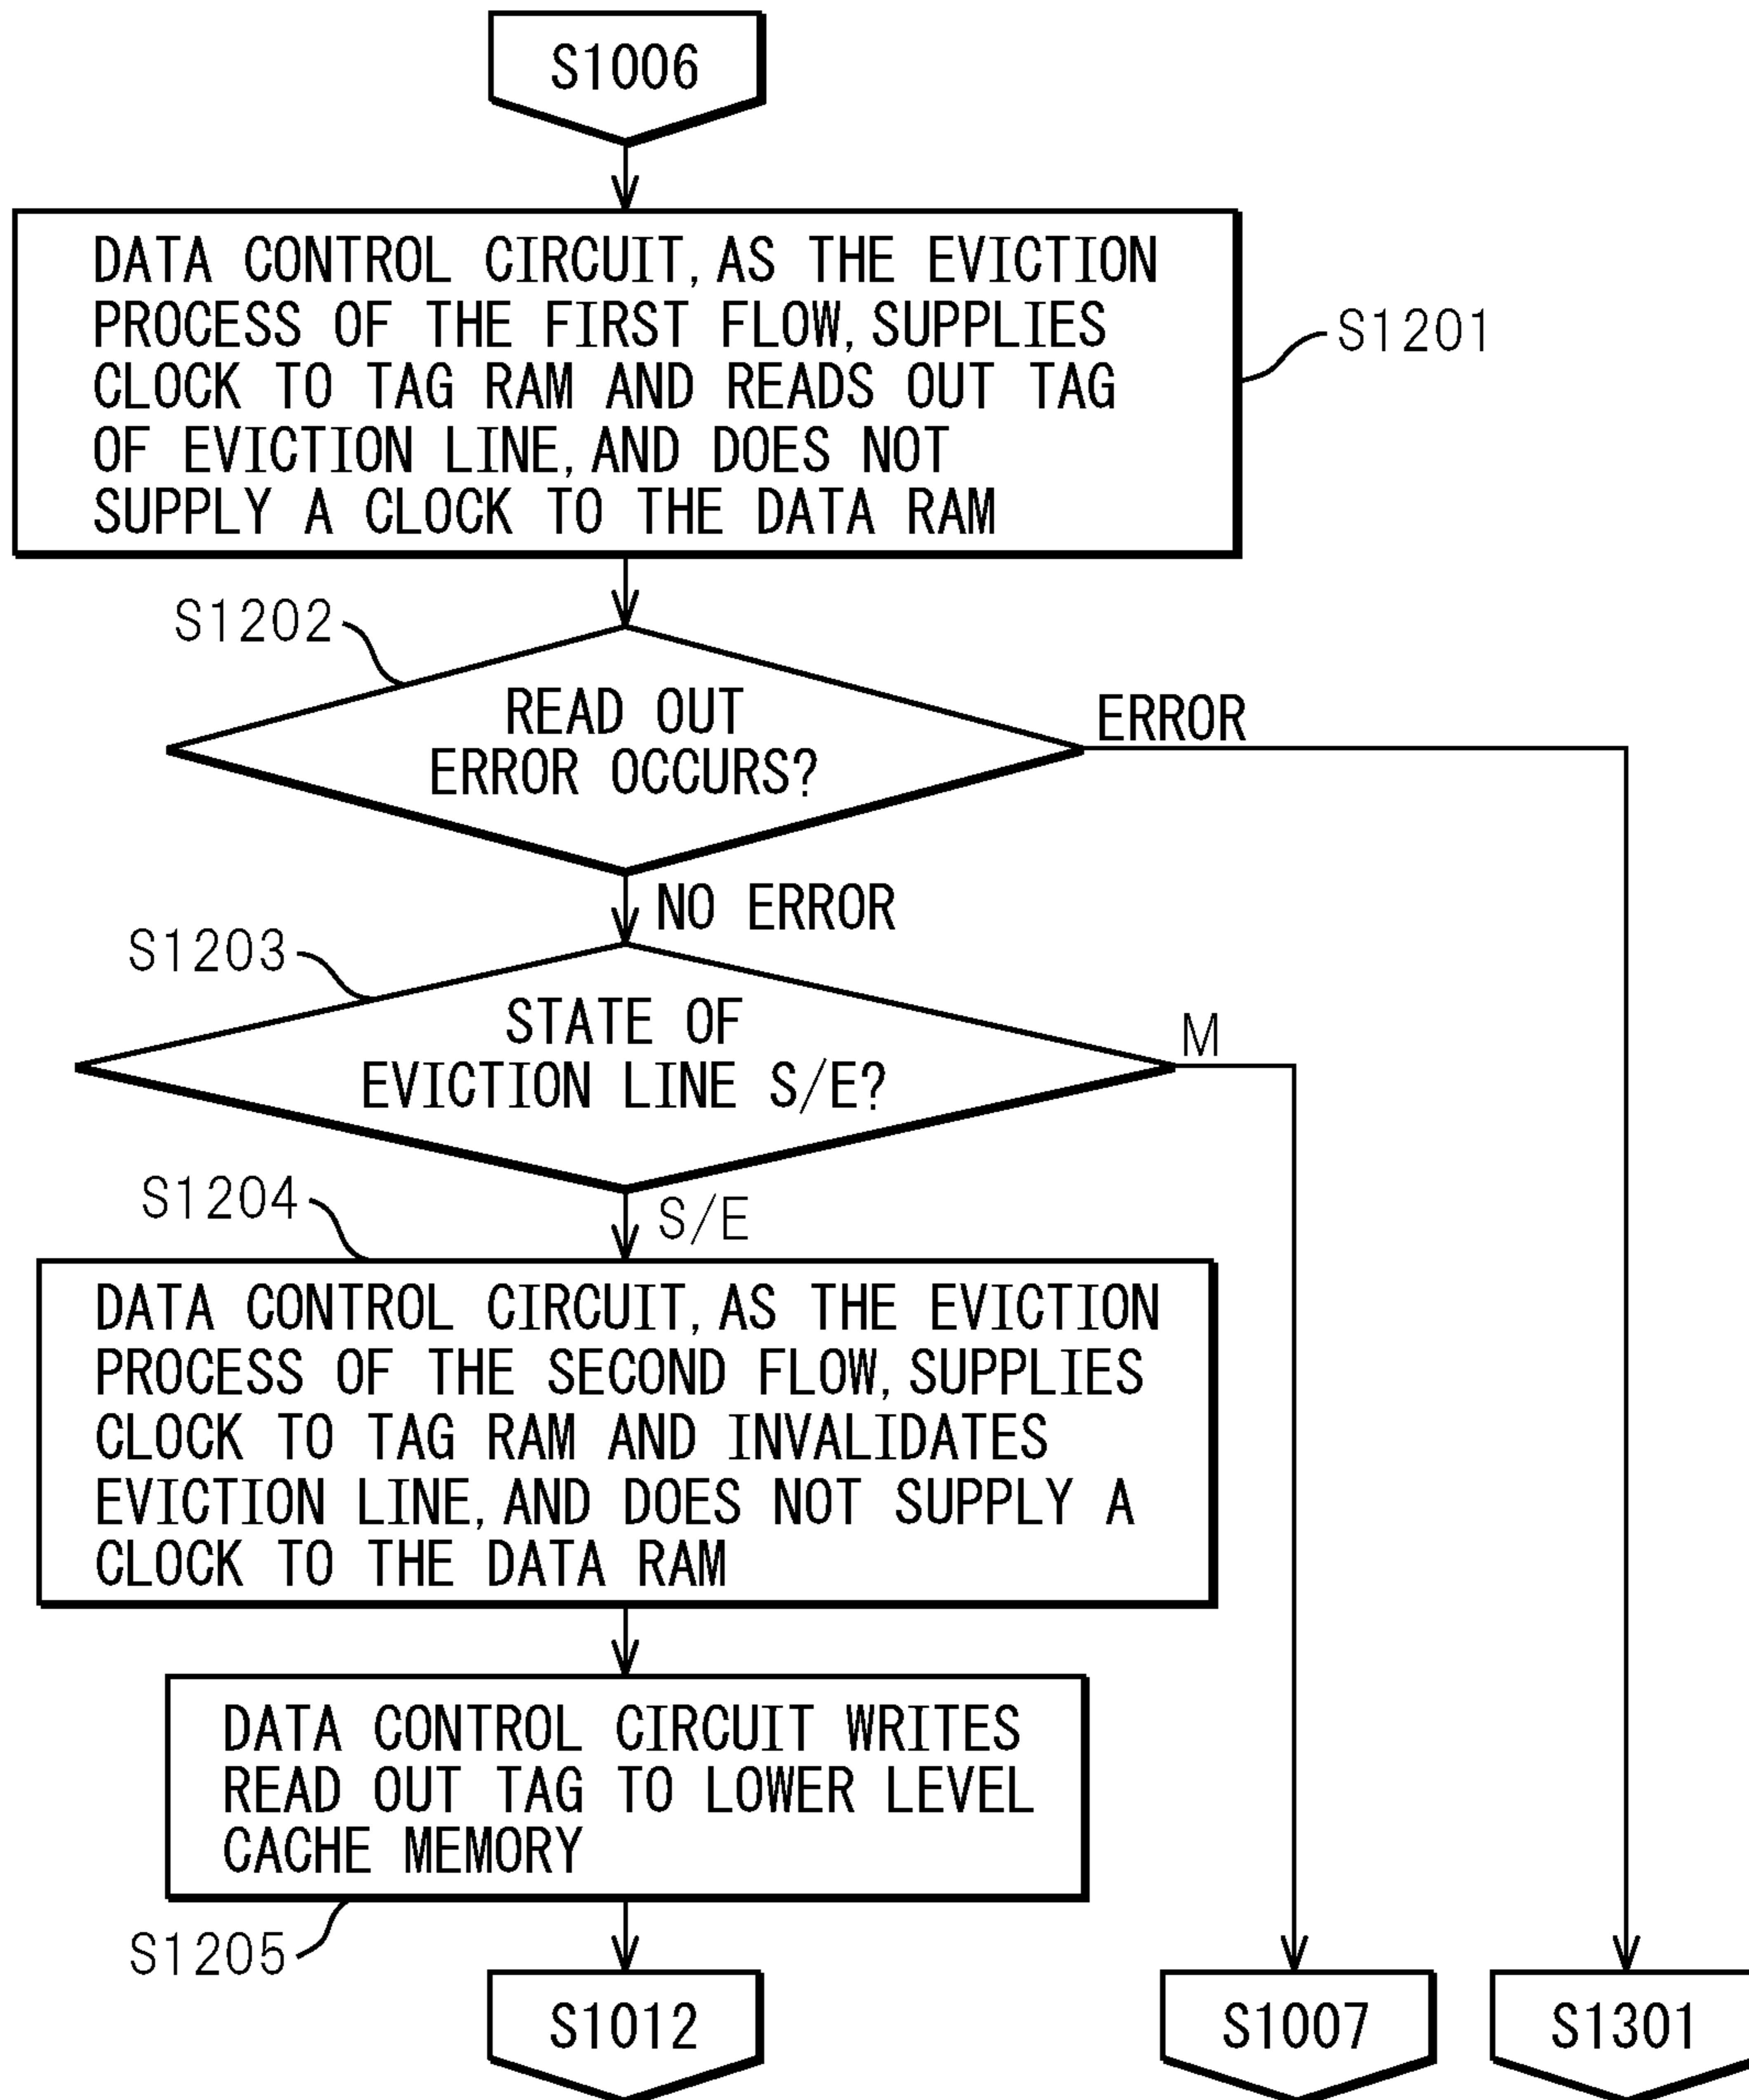 S1006
DATA CONTROL CIRCUIT, AS THE EVICTION
PROCESS OF THE FIRST FLOW, SUPPLIES
CLOCK TO TAG RAM AND READS OUT TAG
OF EVICTION LINE, AND DOES NOT
SUPPLY A CLOCK TO THE DATA RAM
S1201
S1202
READ OUT
ERROR OCCURS?
ERROR
NO ERROR
S1203
STATE OF
EVICTION LINE S/E?
M
S1204
S/E
DATA CONTROL CIRCUIT, AS THE EVICTION
PROCESS OF THE SECOND FLOW, SUPPLIES
CLOCK TO TAG RAM AND INVALIDATES
EVICTION LINE, AND DOES NOT SUPPLY A
CLOCK TO THE DATA RAM
DATA CONTROL CIRCUIT WRITES
READ OUT TAG TO LOWER LEVEL
CACHE MEMORY
S1205
S1012
S1007
S1301